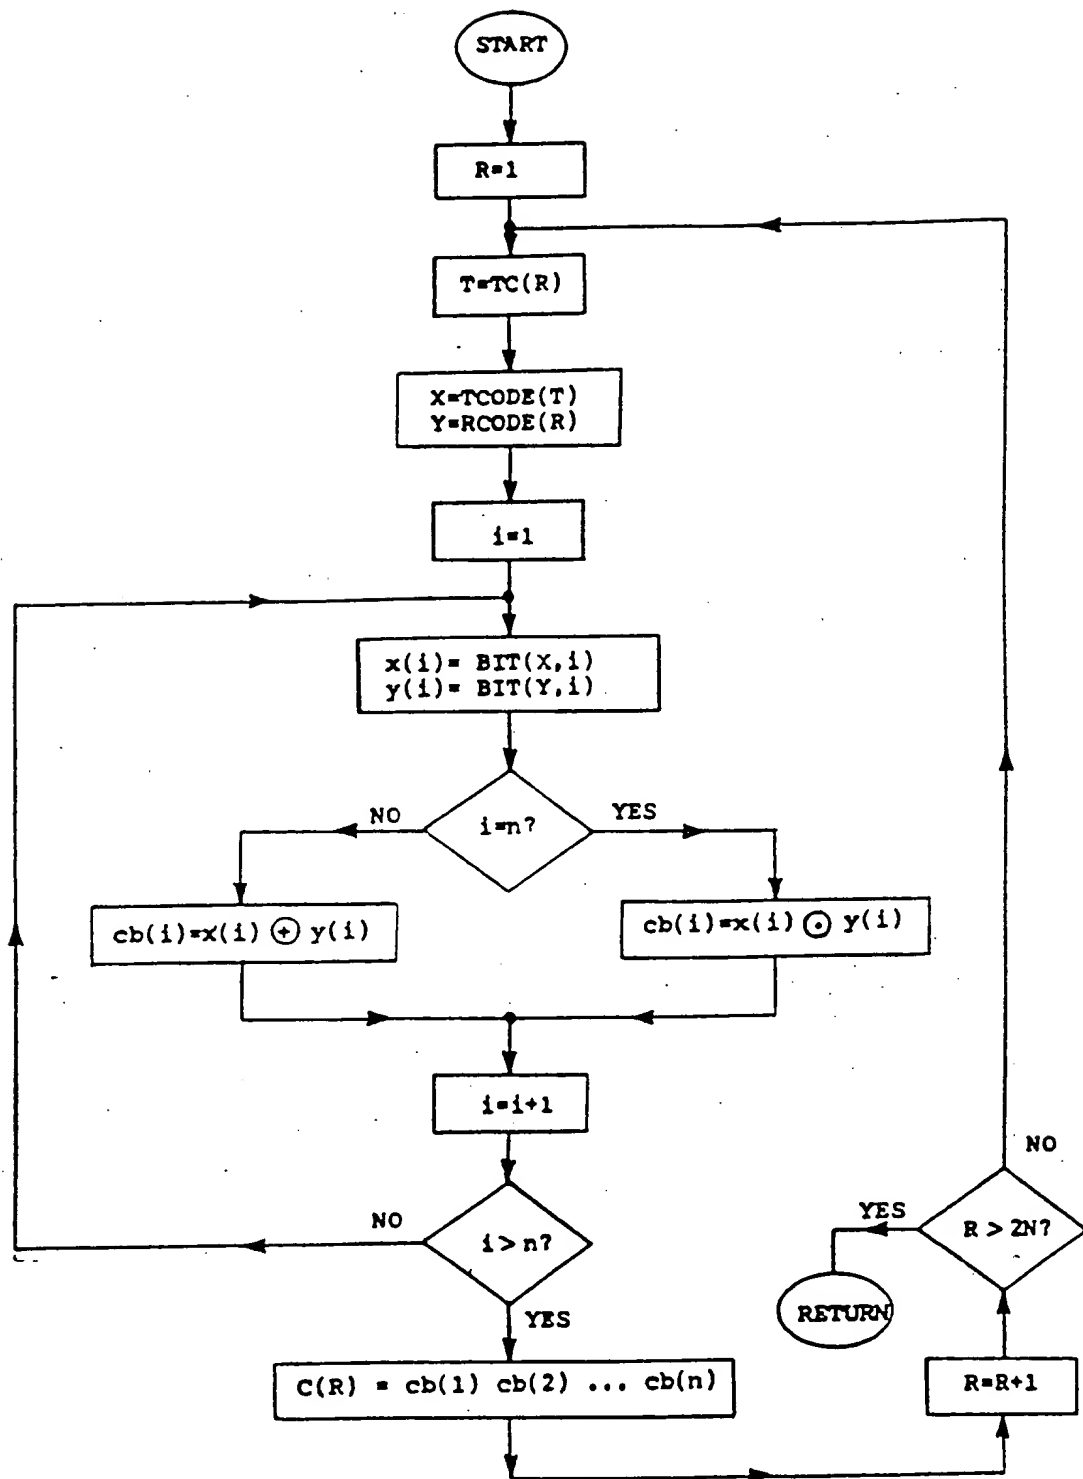 START
R=1
T=TC(R)
X=TCODE(T)
Y=RCODE(R)
i=1
x(i)= BIT(X,i)
y(i)= BIT(Y,i)
i=n?
NO
YES
cb(i)=x(i) ⊕ y(i)
cb(i)=x(i) ⊙ y(i)
i=i+1
i>n?
NO
YES
C(R) = cb(1) cb(2) ... cb(n)
R=R+1
R>2N?
NO
YES
RETURN